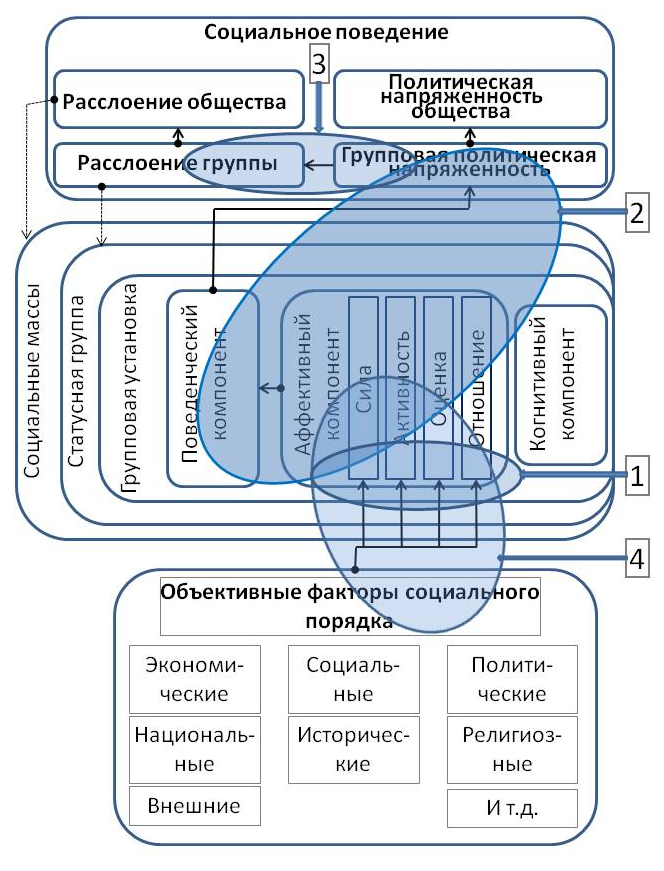 Социальное поведение
3
Расслоение общества
Политическая
напряженность
общества
Расслоение группы
Групповая политическая
напряженность
2
Социальные массы
Статусная группа
Групповая установка
Поведенческий
компонент
Аффективный
компонент
Сила
Активность
Оценка
Отношение
Когнитивный
компонент
1
4
Объективные факторы социального
порядка
Экономи-
ческие
Социаль-
ные
Полити-
ческие
Националь-
ные
Историчес-
кие
Религиоз-
ные
Внешние
И т.д.